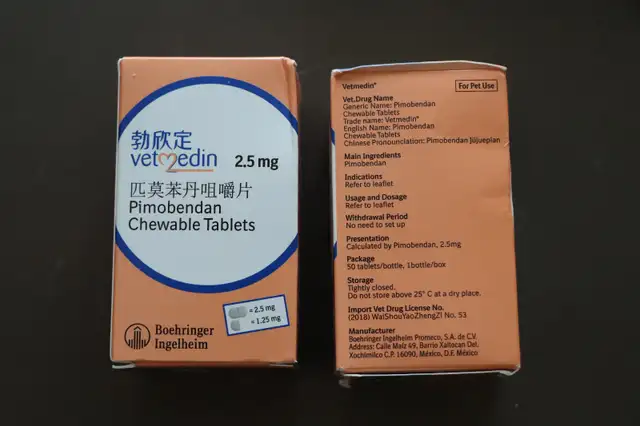 勃欣定
vetmedin
2.5 mg
匹莫苯丹咀嚼片
Pimobendan
Chewable Tablets
= 2.5 mg
= 1.25 mg
Boehringer
Ingelheim
Vetmedin®
For Pet Use
Vet.Drug Name
Generic Name: Pimobendan
Chewable Tablets
Trade name: Vetmedin®
English Name: Pimobendan
Chewable Tablets
Chinese Pronounciation: Pimobendan Jujuepian
Main Ingredients
Pimobendan
Indications
Refer to leaflet
Usage and Dosage
Refer to leaflet
Withdrawal Period
No need to set up
Presentation
Calculated by Pimobendan, 2.5mg
Package
50 tablets/bottle, 1bottle/box
Storage
Tightly closed.
Do not store above 25° C at a dry place.
Import Vet Drug License No.
(2018) WaiShouYaoZhengZi No. 53
Manufacturer
Boehringer Ingelheim Promeco, S.A. de C.V.
Address: Calle Maiz 49, Barrio Xaltocan Del.
Xochimilco C.P. 16090, México, D.F. México